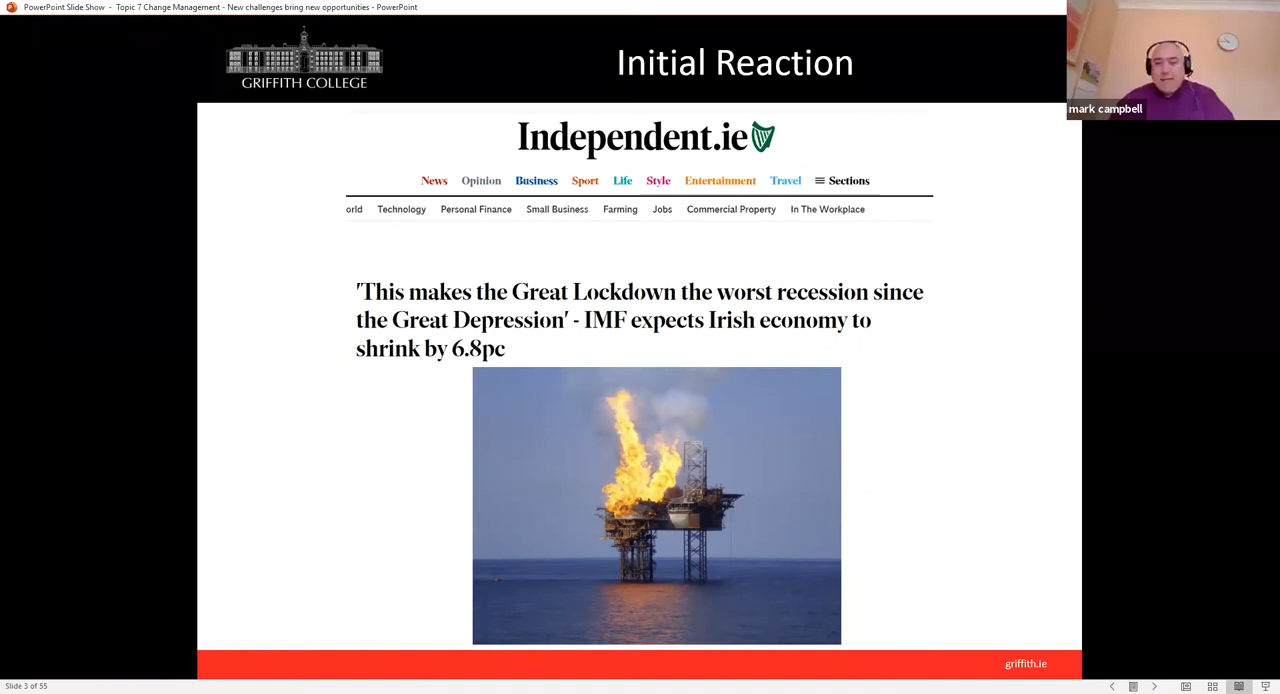 PowerPoint Slide Show - Topic 7 Change Management - New challenges bring new opportunities - PowerPoint
GRIFFITH COLLEGE
Initial Reaction
mark campbell
Independent.ie
News Opinion Business Sport Life Style Entertainment Travel Sections
orld Technology Personal Finance Small Business Farming Jobs Commercial Property In The Workplace
'This makes the Great Lockdown the worst recession since
the Great Depression' - IMF expects Irish economy to
shrink by 6.8pc
griffith.ie
Slide 3 of 55